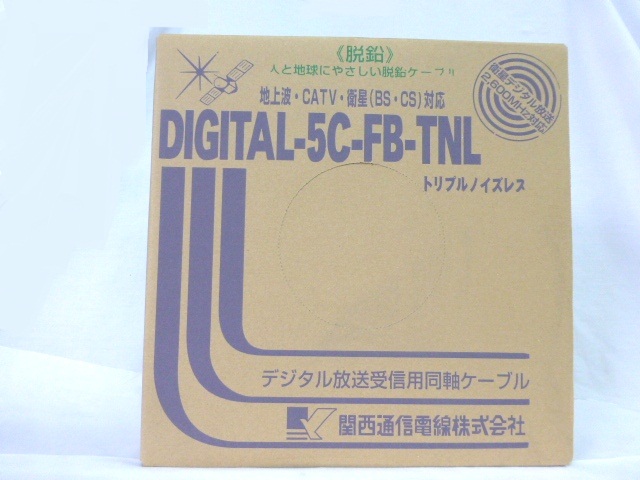 《脱鉛》
人と地球にやさしい脱鉛ケーブル
地上波・CATV・衛星(BS・CS)対応
衛星デジタル放送
2,600MHz対応
DIGITAL-5C-FB-TNL
トリプルノイズレス
デジタル放送受信用同軸ケーブル
関西通信電線株式会社